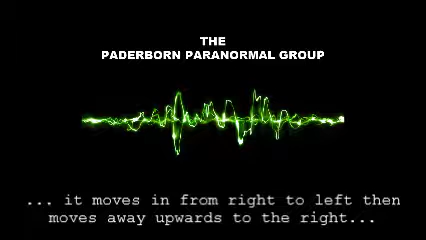 THE
PADERBORN PARANORMAL GROUP
... it moves in from right to left then
moves away upwards to the right...